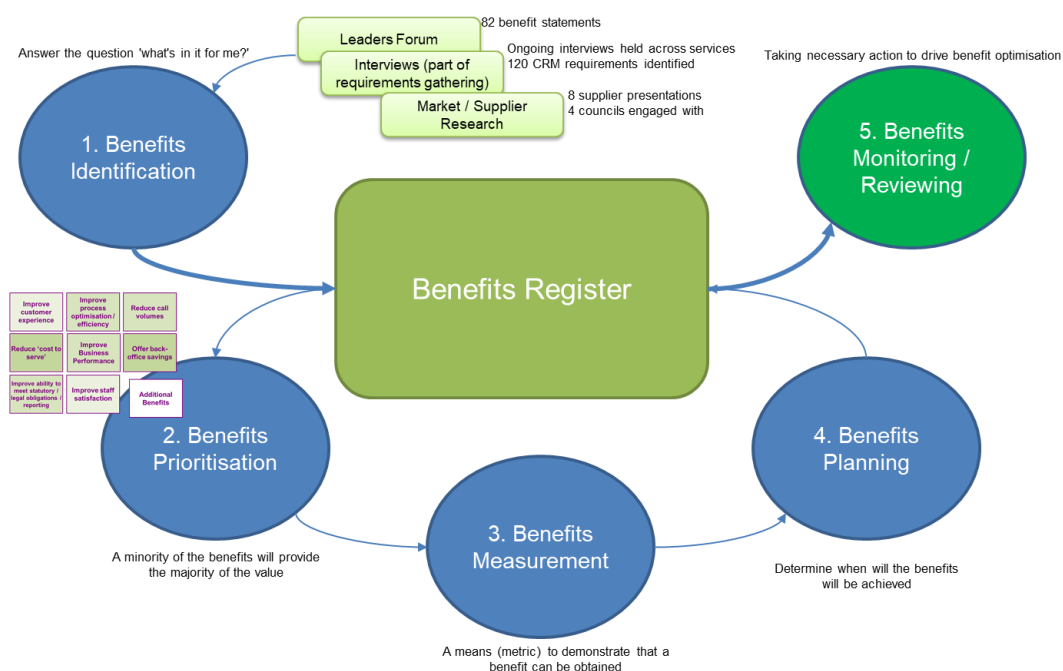 82 benefit statements
Leaders Forum
Answer the question 'what's in it for me?'
Ongoing interviews held across services
120 CRM requirements identified
Interviews (part of
requirements gathering)
Taking necessary action to drive benefit optimisation
8 supplier presentations
4 councils engaged with
Market / Supplier
Research
1. Benefits
Identification
5. Benefits
Monitoring /
Reviewing
Benefits Register
Improve
customer
experience
Improve
process
optimisation /
efficiency
Reduce call
volumes
Reduce 'cost to
serve'
Improve
Business
Performance
Offer back-
office savings
Improve ability to
meet statutory /
legal obligations /
reporting
Improve staff
satisfaction
Additional
Benefits
2. Benefits
Prioritisation
A minority of the benefits will provide
the majority of the value
3. Benefits
Measurement
A means (metric) to demonstrate that a
benefit can be obtained
4. Benefits
Planning
Determine when will the benefits
will be achieved